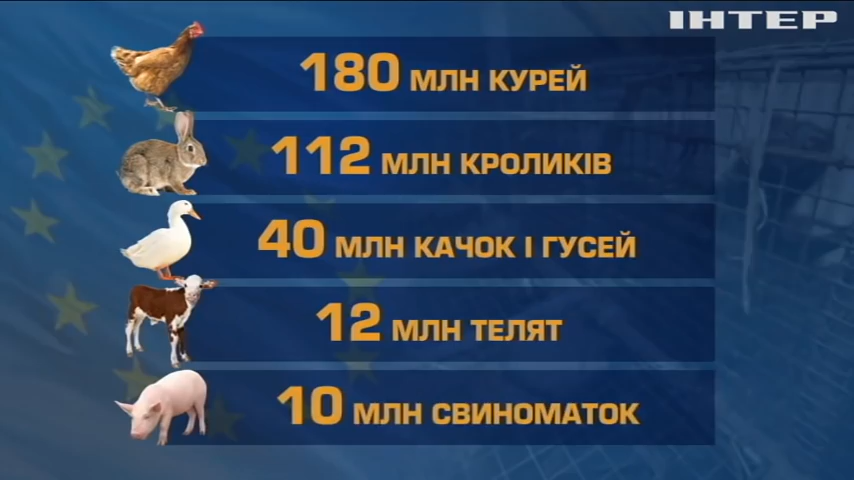 ІНТЕР
180 МЛН КУРЕЙ
112 МЛН КРОЛИКІВ
40 МЛН КАЧОК І ГУСЕЙ
12 МЛН ТЕЛЯТ
10 МЛН СВИНОМАТОК